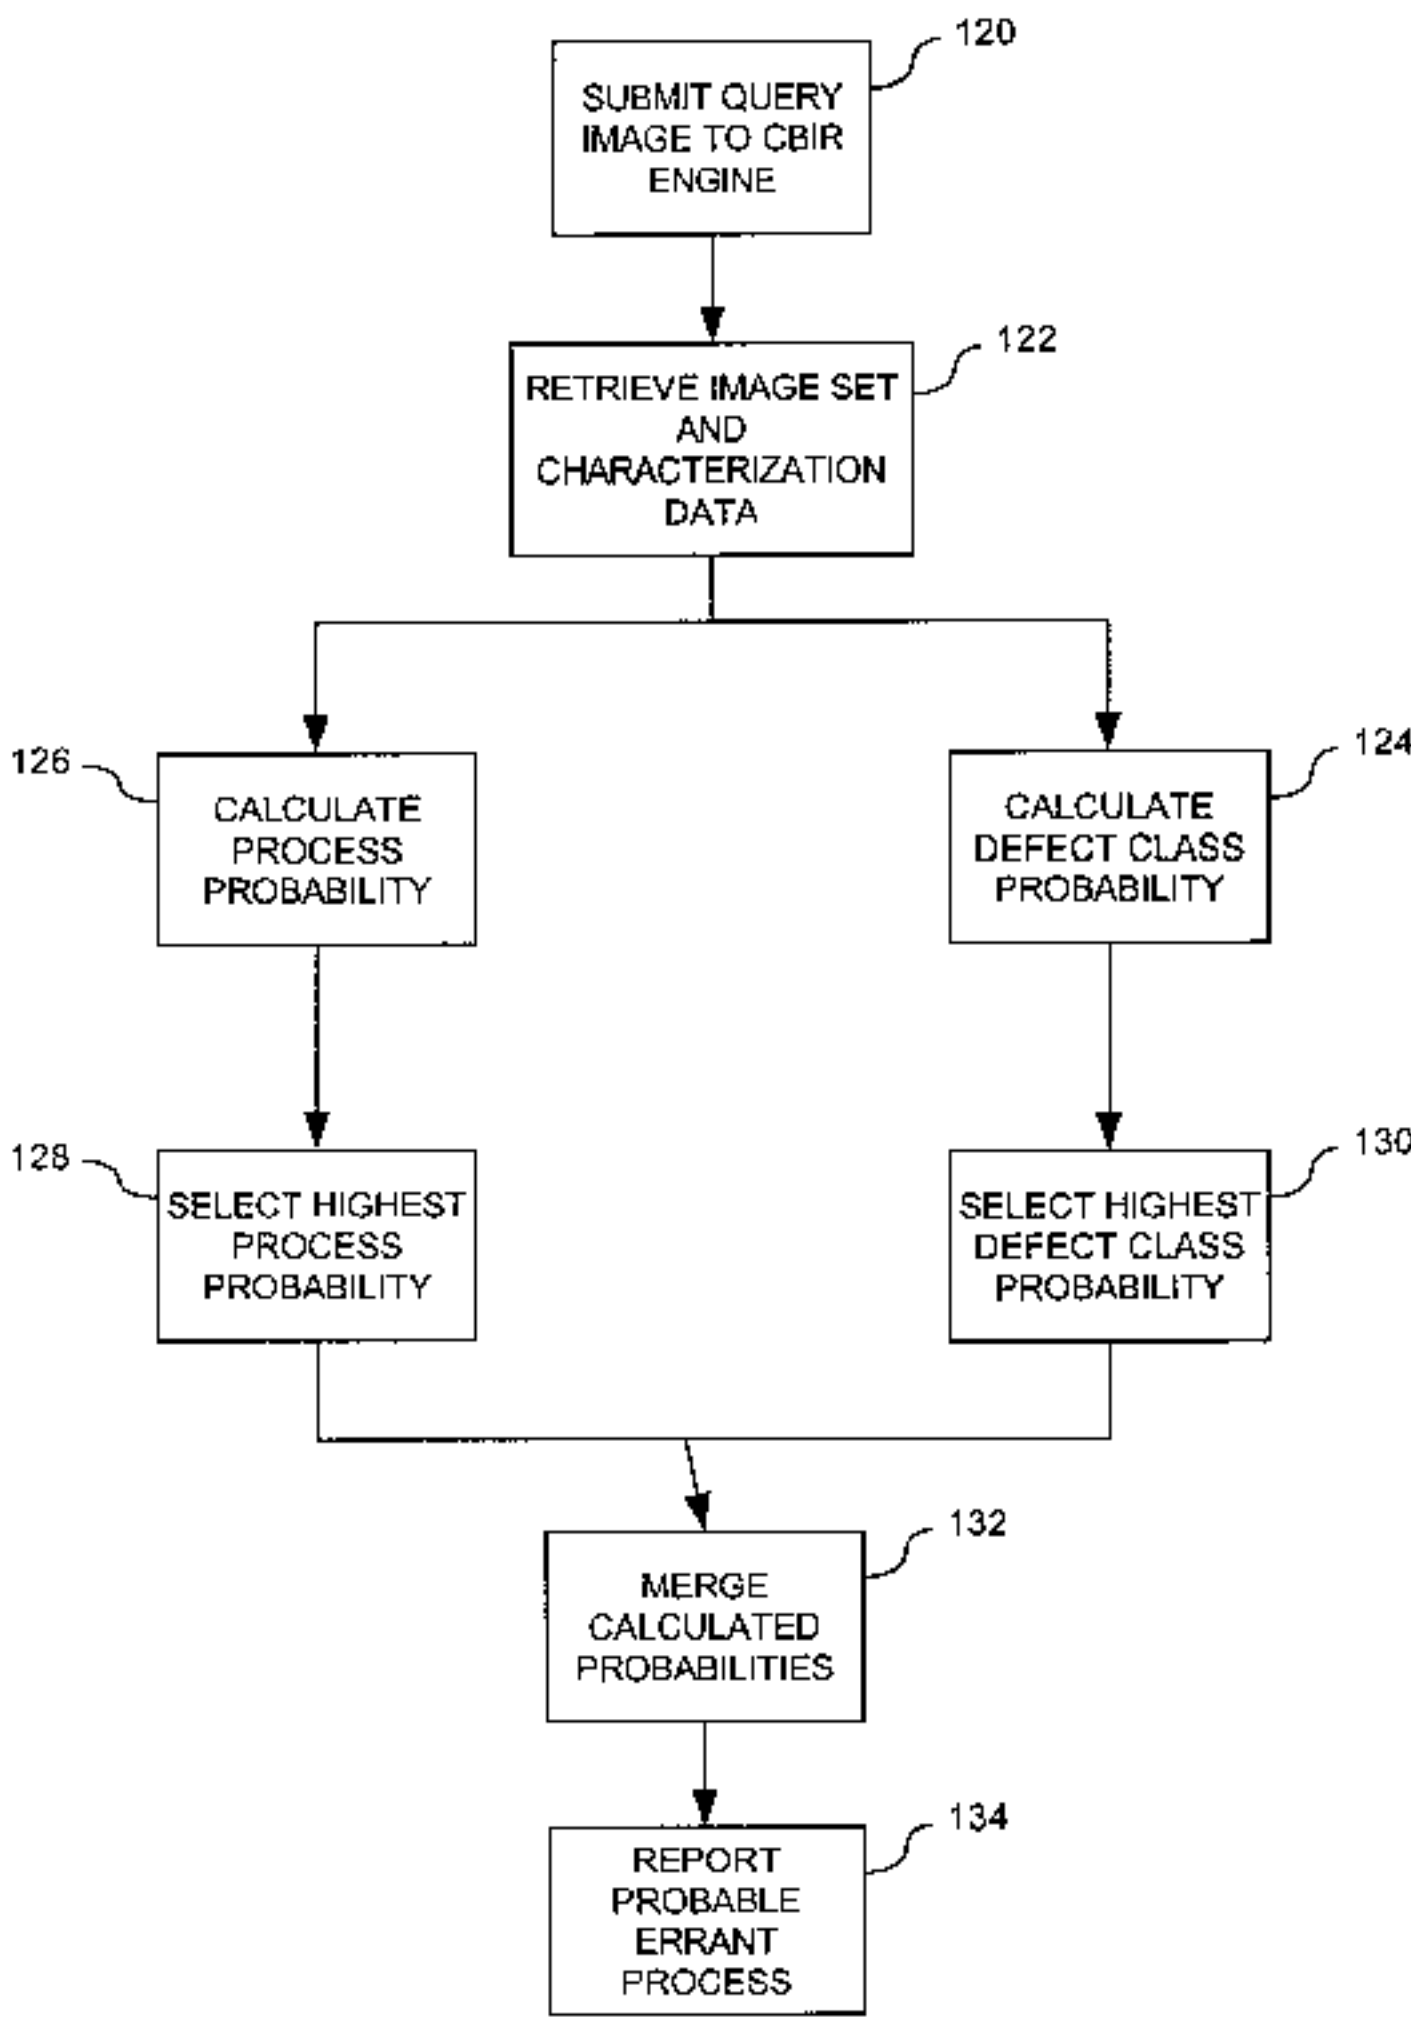 120
SUBMIT QUERY
IMAGE TO CBIR
ENGINE
122
RETRIEVE IMAGE SET
AND
CHARACTERIZATION
DATA
126
CALCULATE
PROCESS
PROBABILITY
124
CALCULATE
DEFECT CLASS
PROBABILITY
128
SELECT HIGHEST
PROCESS
PROBABILITY
130
SELECT HIGHEST
DEFECT CLASS
PROBABILITY
132
MERGE
CALCULATED
PROBABILITIES
134
REPORT
PROBABLE
ERRANT
PROCESS